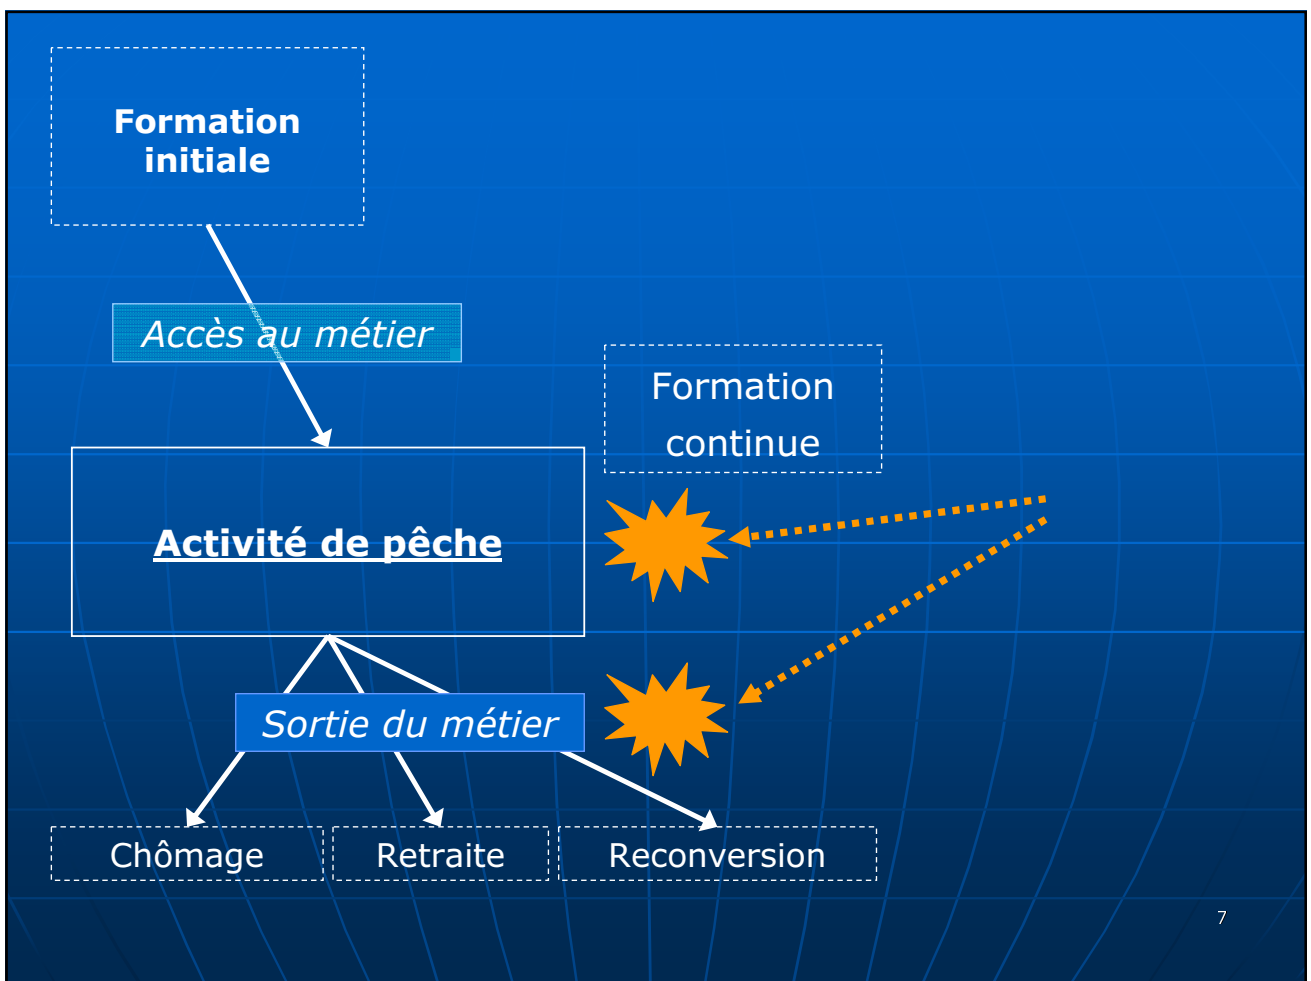 Formation
initiale
Accès au métier
Formation
continue
Activité de pêche
Sortie du métier
Chômage
Retraite
Reconversion
7